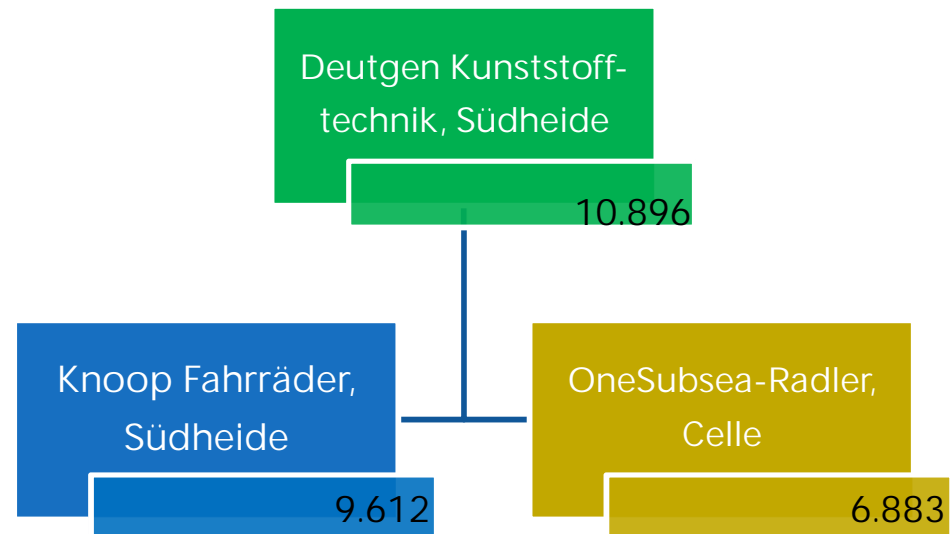 Deutgen Kunststoff-
technik, Südheide
10.896
Knoop Fahrräder,
Südheide
9.612
OneSubsea-Radler,
Celle
6.883